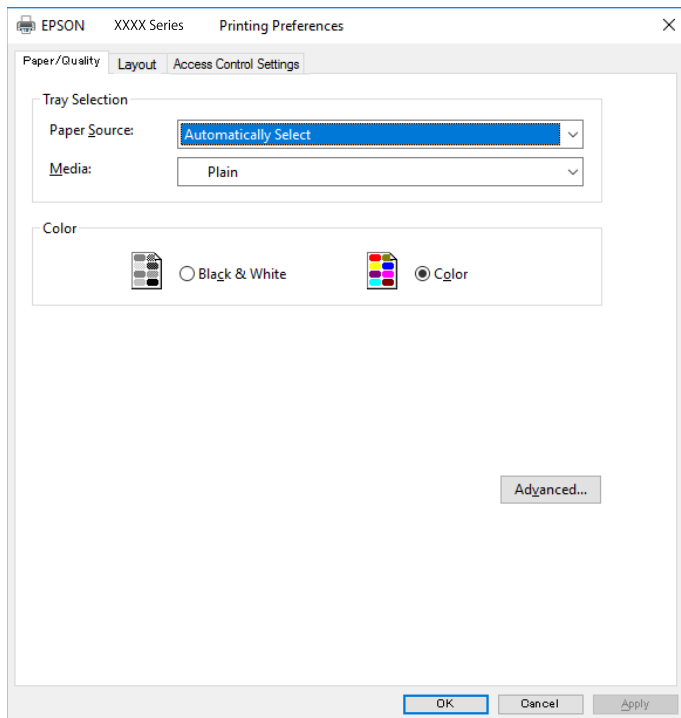 EPSON XXXX Series Printing Preferences
Paper/Quality Layout Access Control Settings
Tray Selection
Paper Source: Automatically Select
Media: Plain
Color
Black & White Color
Advanced...
OK Cancel Apply